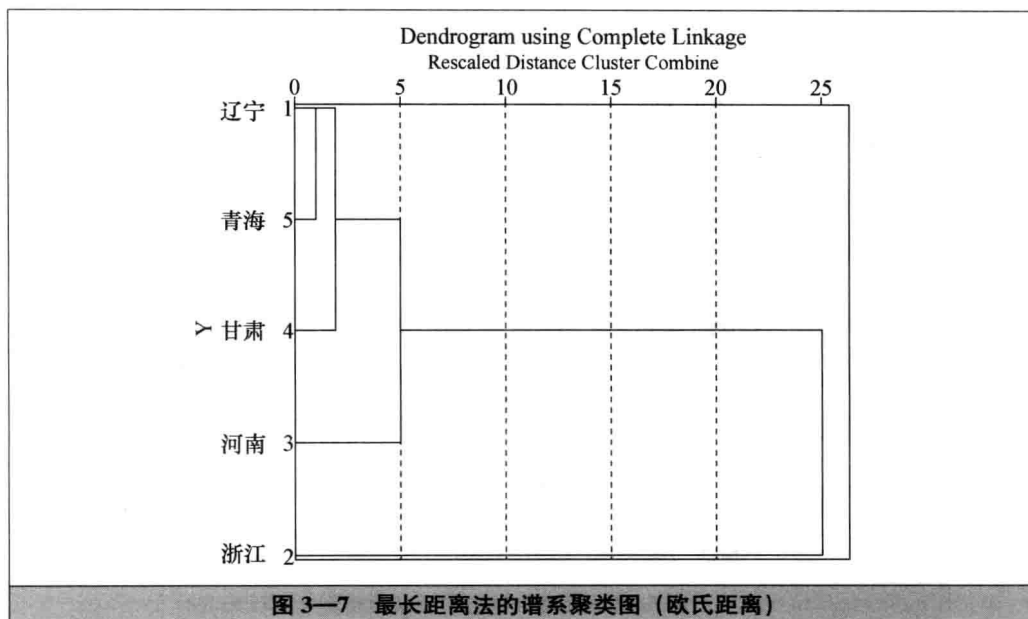 Dendrogram using Complete Linkage
Rescaled Distance Cluster Combine
0 5 10 15 20 25
辽宁 1
青海 5
Y 甘肃 4
河南 3
浙江 2
图 3—7 最长距离法的谱系聚类图（欧氏距离）